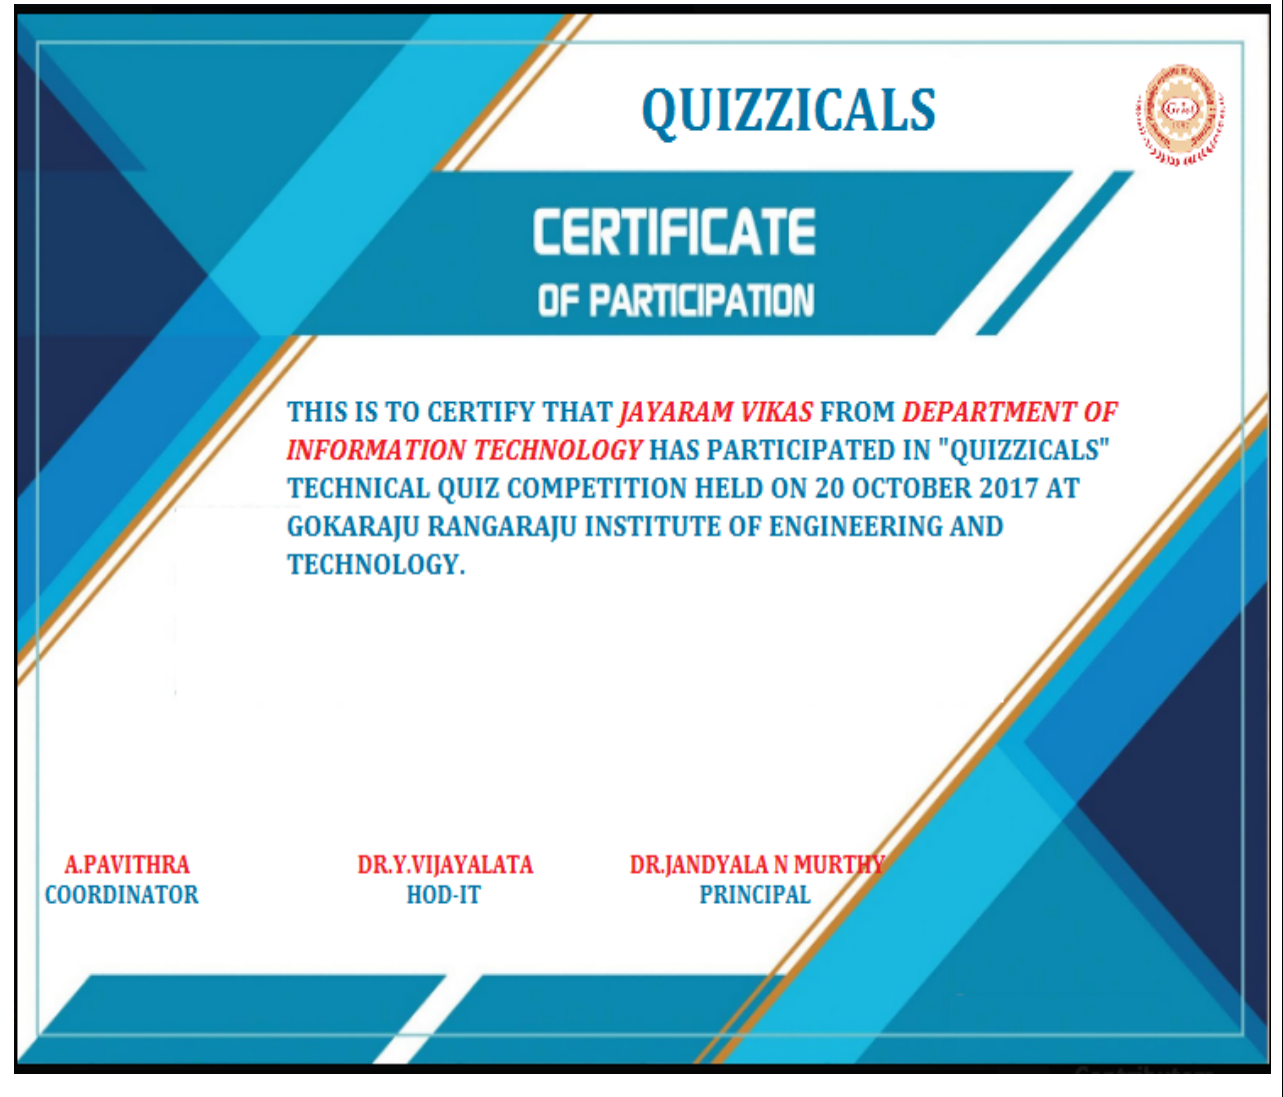 QUIZZICALS
CERTIFICATE
OF PARTICIPATION
THIS IS TO CERTIFY THAT JAYARAM VIKAS FROM DEPARTMENT OF
INFORMATION TECHNOLOGY HAS PARTICIPATED IN "QUIZZICALS"
TECHNICAL QUIZ COMPETITION HELD ON 20 OCTOBER 2017 AT
GOKARAJU RANGARAJU INSTITUTE OF ENGINEERING AND
TECHNOLOGY.
A.PAVITHRA DR.Y.VIJAYALATA DR.JANDYALA N MURTHY
COORDINATOR HOD-IT PRINCIPAL